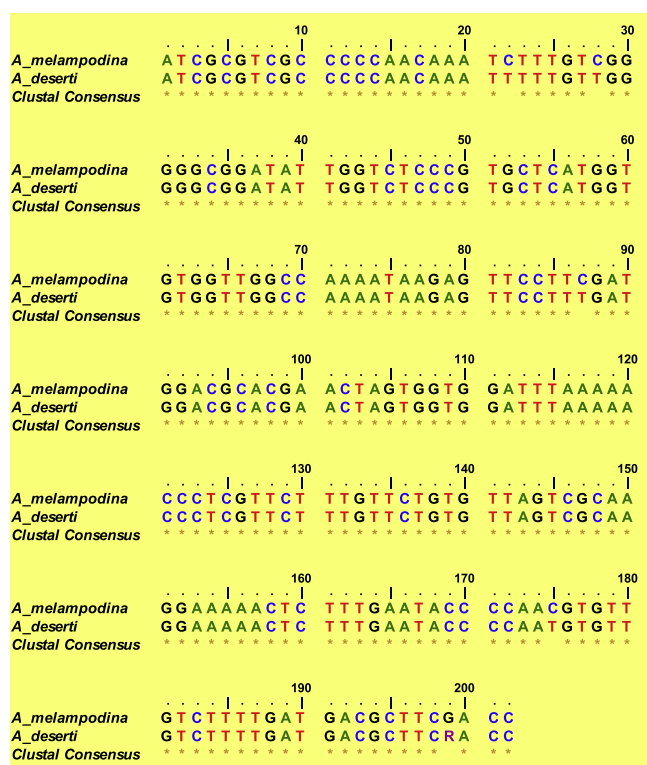 10 20 30
A_melampodina ATCGCGTCGC CCCCAACAAA TCTTTGTCGG
A_deserti ATCGCGTCGC CCCCAACAAA TTTTTGTTGG
Clustal Consensus ********** ********** * ***** **
40 50 60
A_melampodina GGGCGGATAT TGGTCTCCCG TGCTCATGGT
A_deserti GGGCGGATAT TGGTCTCCCG TGCTCATGGT
Clustal Consensus ********** ********** **********
70 80 90
A_melampodina GTGGTTGGCC AAAATAAGAG TTCCTTCGAT
A_deserti GTGGTTGGCC AAAATAAGAG TTCCTTTGAT
Clustal Consensus ********** ********** ****** ***
100 110 120
A_melampodina GGACGCACGA ACTAGTGGTG GATTTAAAAA
A_deserti GGACGCACGA ACTAGTGGTG GATTTAAAAA
Clustal Consensus ********** ********** **********
130 140 150
A_melampodina CCCTCGTTCT TTGTTCTGTG TTAGTCGCAA
A_deserti CCCTCGTTCT TTGTTCTGTG TTAGTCGCAA
Clustal Consensus ********** ********** **********
160 170 180
A_melampodina GGAAAAACTC TTTGAATACC CCAACGTGTT
A_deserti GGAAAAACTC TTTGAATACC CCAATGTGTT
Clustal Consensus ********** ********** **** *****
190 200
A_melampodina GTCTTTTGAT GACGCTTCGA CC
A_deserti GTCTTTTGAT GACGCTTCRA CC
Clustal Consensus ********** ******** * **